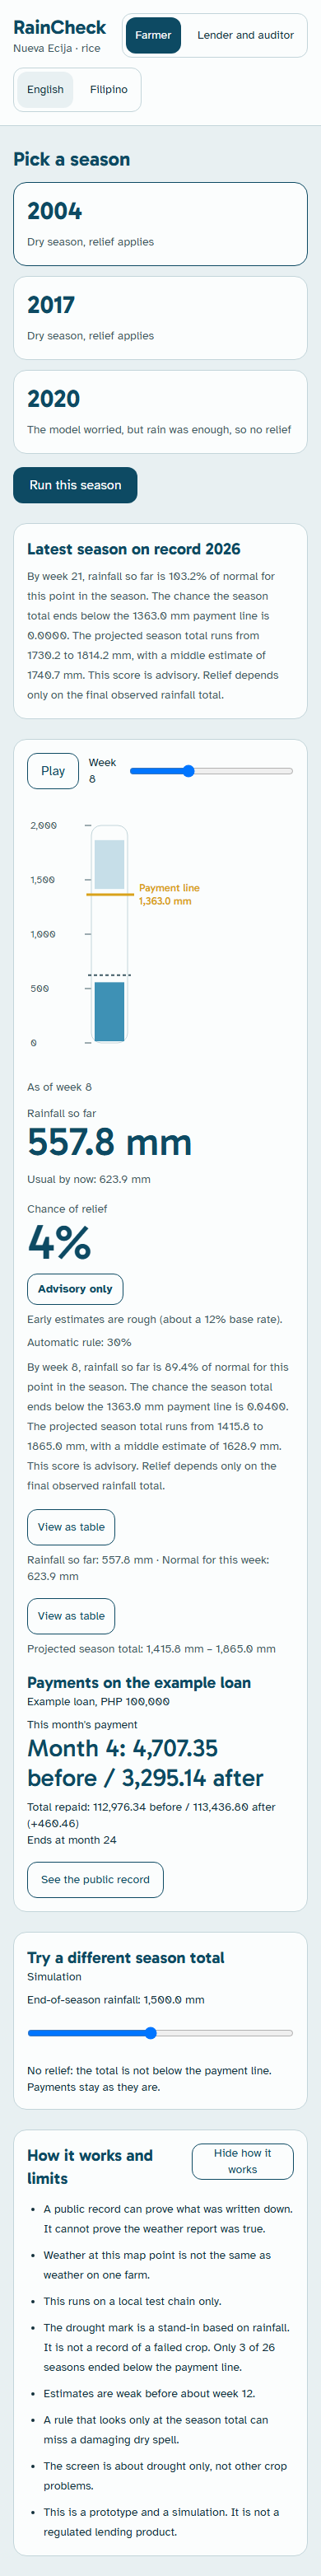 RainCheck
Nueva Ecija · rice
Farmer
Lender and auditor
English
Filipino
Pick a season
2004
Dry season, relief applies
2017
Dry season, relief applies
2020
The model worried, but rain was enough, so no relief
Run this season
Latest season on record 2026
By week 21, rainfall so far is 103.2% of normal for
this point in the season. The chance the season
total ends below the 1363.0 mm payment line is
0.0000. The projected season total runs from
1730.2 to 1814.2 mm, with a middle estimate of
1740.7 mm. This score is advisory. Relief depends
only on the final observed rainfall total.
Play
Week
8
2,000
1,500
Payment line
1,363.0 mm
1,000
500
0
As of week 8
Rainfall so far
557.8 mm
Usual by now: 623.9 mm
Chance of relief
4%
Advisory only
Early estimates are rough (about a 12% base rate).
Automatic rule: 30%
By week 8, rainfall so far is 89.4% of normal for this
point in the season. The chance the season total
ends below the 1363.0 mm payment line is 0.0400.
The projected season total runs from 1415.8 to
1865.0 mm, with a middle estimate of 1628.9 mm.
This score is advisory. Relief depends only on the
final observed rainfall total.
View as table
Rainfall so far: 557.8 mm · Normal for this week:
623.9 mm
View as table
Projected season total: 1,415.8 mm – 1,865.0 mm
Payments on the example loan
Example loan, PHP 100,000
This month's payment
Month 4: 4,707.35
before / 3,295.14 after
Total repaid: 112,976.34 before / 113,436.80 after
(+460.46)
Ends at month 24
See the public record
Try a different season total
Simulation
End-of-season rainfall: 1,500.0 mm
No relief: the total is not below the payment line.
Payments stay as they are.
How it works and
limits
Hide how it
works
• A public record can prove what was written down.
It cannot prove the weather report was true.
• Weather at this map point is not the same as
weather on one farm.
• This runs on a local test chain only.
• The drought mark is a stand-in based on rainfall.
It is not a record of a failed crop. Only 3 of 26
seasons ended below the payment line.
• Estimates are weak before about week 12.
• A rule that looks only at the season total can
miss a damaging dry spell.
• The screen is about drought only, not other crop
problems.
• This is a prototype and a simulation. It is not a
regulated lending product.